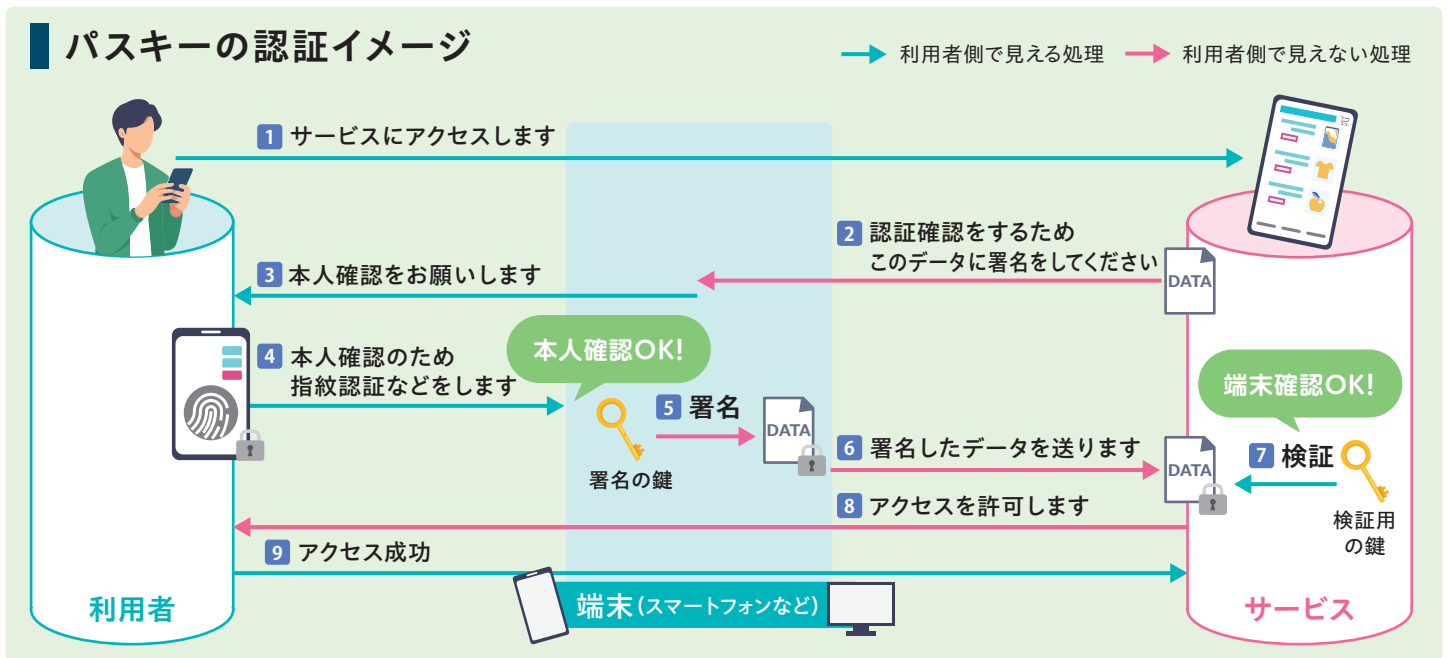 パスキーの認証イメージ
利用者側で見える処理
利用者側で見えない処理
1 サービスにアクセスします
2 認証確認をするため
このデータに署名をしてください
DATA
3 本人確認をお願いします
4 本人確認のため
指紋認証などをします
本人確認OK!
署名の鍵
5 署名
DATA
6 署名したデータを送ります
端末確認OK!
DATA
7 検証
検証用
の鍵
8 アクセスを許可します
9 アクセス成功
利用者
端末(スマートフォンなど)
サービス